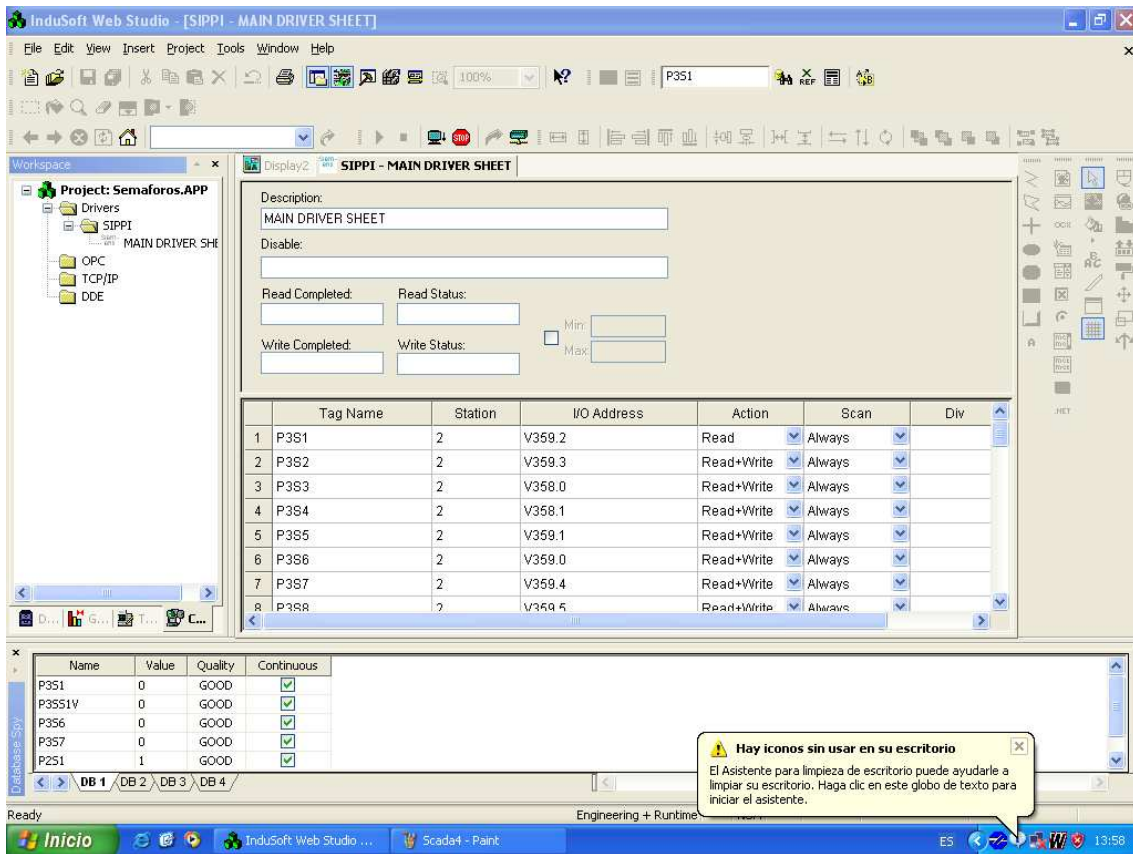 InduSoft Web Studio - [SIPPI - MAIN DRIVER SHEET]
File Edit View Insert Project Tools Window Help
100% P3S1 REF
Workspace
Display2 SIPPI - MAIN DRIVER SHEET
Project: Semaforos.APP
Drivers
SIPPI
MAIN DRIVER SHE
OPC
TCP/IP
DDE
Description:
MAIN DRIVER SHEET
Disable:
Read Completed: Read Status:
Write Completed: Write Status:
Min:
Max:
Tag Name Station I/O Address Action Scan Div
1 P3S1 2 V359.2 Read Always
2 P3S2 2 V359.3 Read+Write Always
3 P3S3 2 V358.0 Read+Write Always
4 P3S4 2 V358.1 Read+Write Always
5 P3S5 2 V359.1 Read+Write Always
6 P3S6 2 V359.0 Read+Write Always
7 P3S7 2 V359.4 Read+Write Always
8 P3S8 2 V359.5 Read+Write Always
D... G... T... C...
Name Value Quality Continuous
P3S1 0 GOOD
P3SS1V 0 GOOD
P3S6 0 GOOD
P3S7 0 GOOD
P2S1 1 GOOD
Database Spy
DB 1 DB 2 DB 3 DB 4
Hay iconos sin usar en su escritorio
El Asistente para limpieza de escritorio puede ayudarle a
limpiar su escritorio. Haga clic en este globo de texto para
iniciar el asistente.
Ready Engineering + Runtime
Inicio InduSoft Web Studio ... Scada4 - Paint ES 13:58